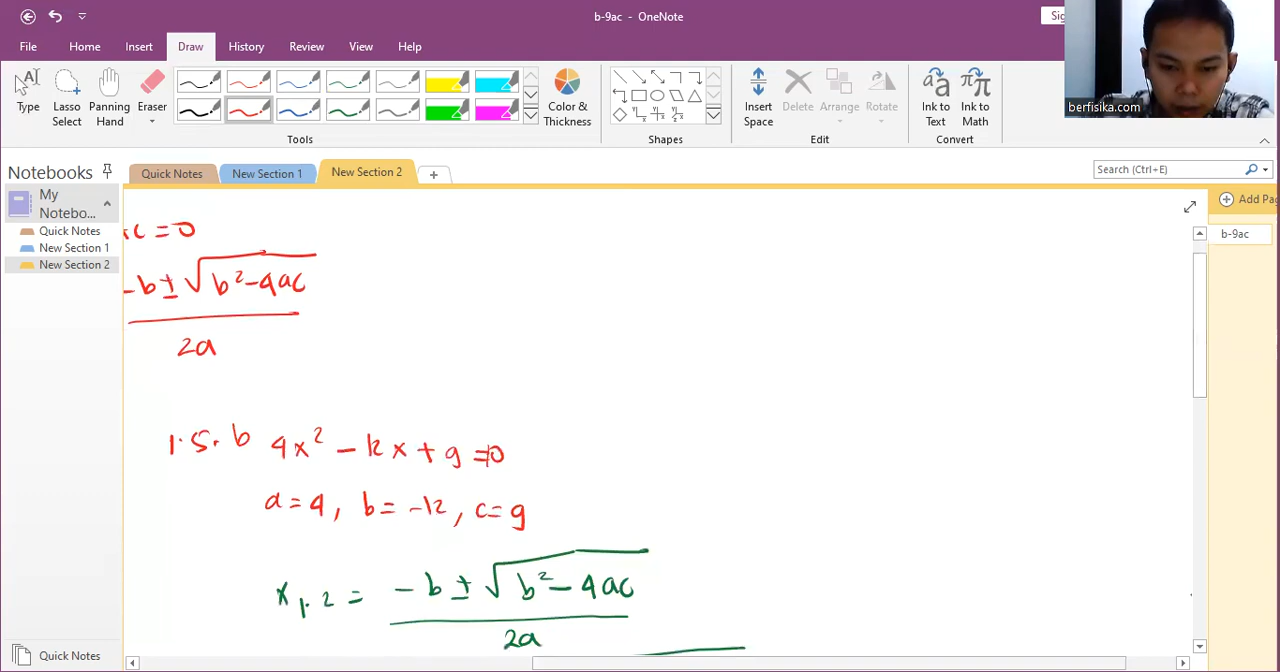 b-9ac - OneNote
Sig
File Home Insert Draw History Review View Help
Type
Lasso Select
Panning Hand
Eraser
Color & Thickness
Insert Space
Delete
Arrange
Rotate
Ink to Text
Ink to Math
Tools
Shapes
Edit
Convert
berfisika.com
Notebooks
Quick Notes
New Section 1
New Section 2
Search (Ctrl+E)
My Notebo...
Quick Notes
New Section 1
New Section 2
Add Pag
b-9ac
c = 0
-b ± √b² - 4ac
2a
1.5. b 4x² - 12x + 9 = 0
a = 4, b = -12, c = 9
x1.2 = -b ± √b² - 4ac
2a
Quick Notes